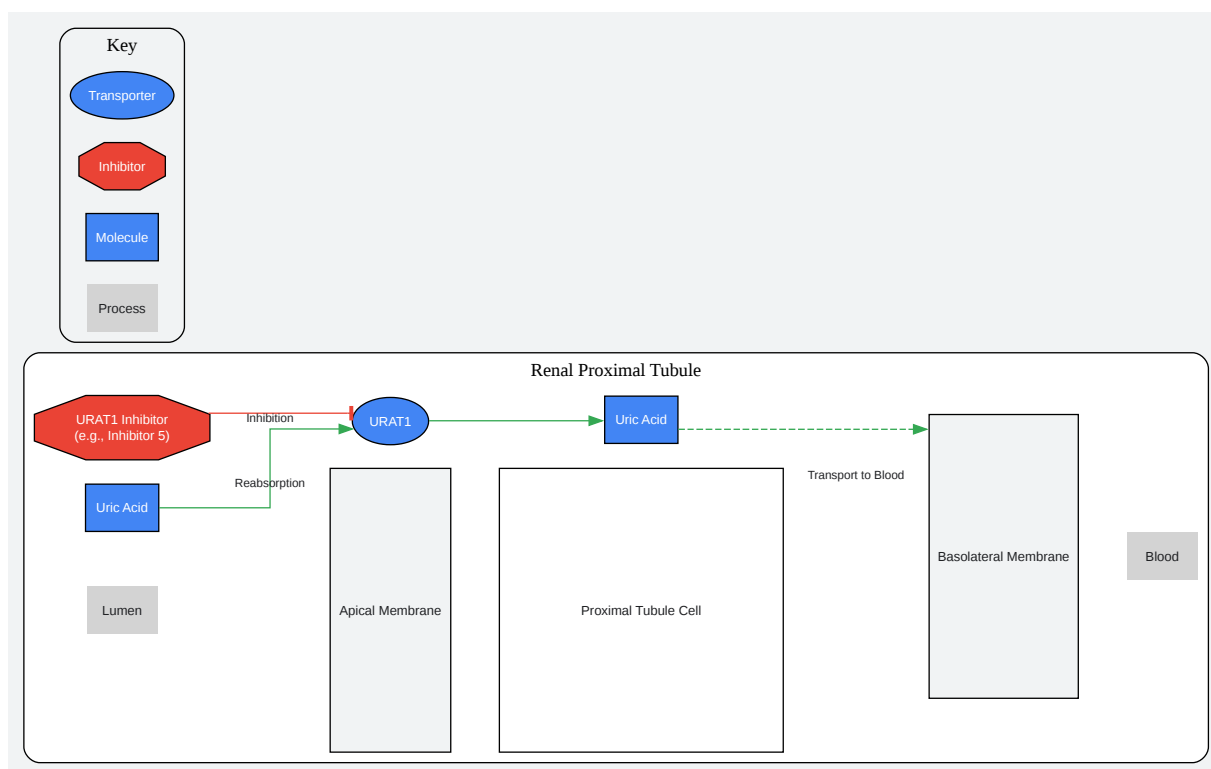 Key
Transporter
Inhibitor
Molecule
Process
Renal Proximal Tubule
URAT1 Inhibitor
(e.g., Inhibitor 5)
Inhibition
URAT1
Uric Acid
Reabsorption
Uric Acid
Transport to Blood
Lumen
Apical Membrane
Proximal Tubule Cell
Basolateral Membrane
Blood